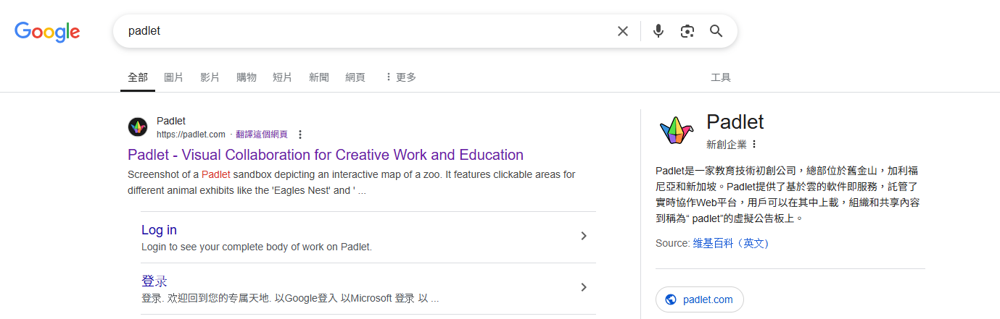 Google
padlet
全部 圖片 影片 購物 短片 新聞 網頁 更多 工具
Padlet
https://padlet.com · 翻譯這個網頁
Padlet - Visual Collaboration for Creative Work and Education
Screenshot of a Padlet sandbox depicting an interactive map of a zoo. It features clickable areas for
different animal exhibits like the 'Eagles Nest' and ' ...
Log in
Login to see your complete body of work on Padlet.
登录
登录. 欢迎回到您的专属天地. 以Google登入 以Microsoft 登录 以 ...
Padlet
新創企業
Padlet是一家教育技術初創公司，總部位於舊金山，加利福
尼亞和新加坡。Padlet提供了基於雲的軟件即服務，託管了
實時協作Web平台，用戶可以在其中上載，組織和共享內容
到稱為“ padlet”的虛擬公告板上。
Source: 维基百科（英文）
padlet.com